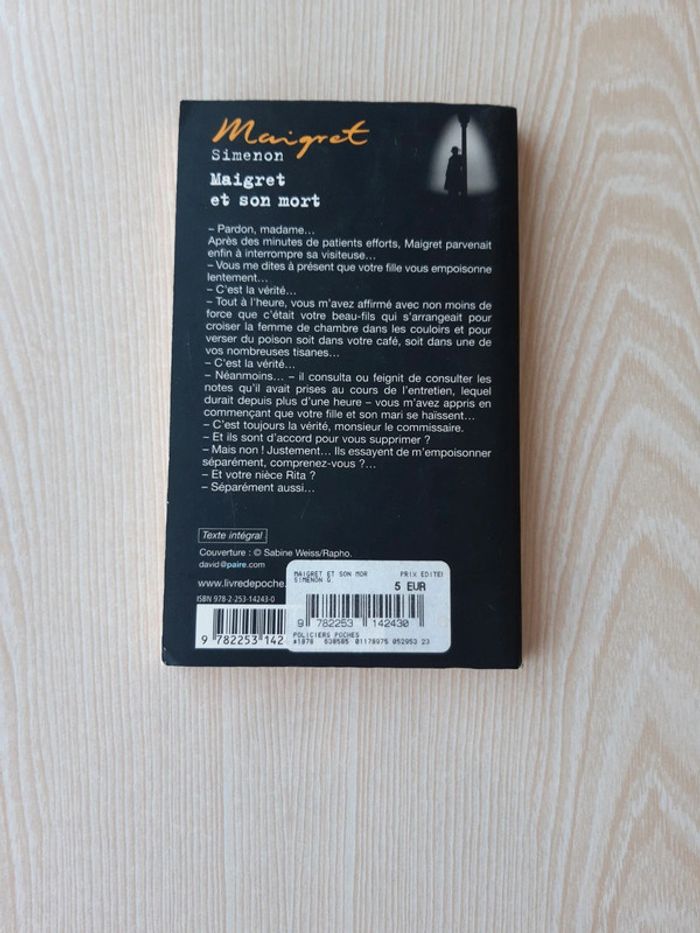 Maigret
Simenon
Maigret
et son mort
– Pardon, madame...
Après des minutes de patients efforts, Maigret parvenait
enfin à interrompre sa visiteuse...
– Vous me dites à présent que votre fille vous empoisonne
lentement...
– C'est la vérité...
– Tout à l'heure, vous m'avez affirmé avec non moins de
force que c'était votre beau-fils qui s'arrangeait pour
croiser la femme de chambre dans les couloirs et pour
verser du poison soit dans votre café, soit dans une de
vos nombreuses tisanes...
– C'est la vérité...
– Néanmoins... – il consulta ou feignit de consulter les
notes qu'il avait prises au cours de l'entretien, lequel
durait depuis plus d'une heure – vous m'avez appris en
commençant que votre fille et son mari se haïssent...
– C'est toujours la vérité, monsieur le commissaire.
– Et ils sont d'accord pour vous supprimer ?
– Mais non ! Justement... Ils essayent de m'empoisonner
séparément, comprenez-vous ?...
– Et votre nièce Rita ?
– Séparément aussi...
Texte intégral
Couverture : © Sabine Weiss/Rapho.
david@paire.com
www.livredepoche.
ISBN 978-2-253-14243-0
9 782253 142
MAIGRET ET SON MOR PRIX EDITE
SIMENON G
5 EUR
9 782253 142430
POLICIERS POCHES
#1878 638585 01178975 052953 23